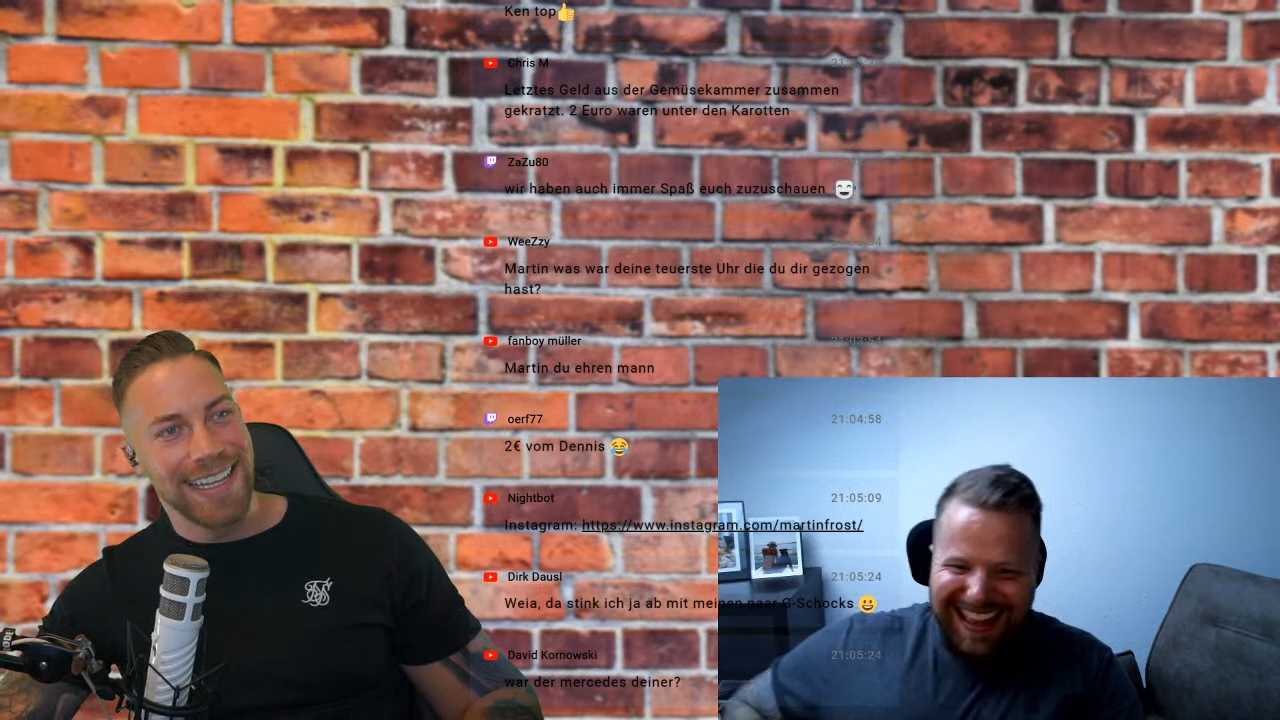 Ken top👍
Chris M
Letztes Geld aus der Gemüsekammer zusammen
gekratzt. 2 Euro waren unter den Karotten
ZaZu80
wir haben auch immer Spaß euch zuzuschauen
WeeZzy
Martin was war deine teuerste Uhr die du dir gezogen
hast?
fanboy müller
Martin du ehren mann
oerf77 21:04:58
2€ vom Dennis 😂
Nightbot 21:05:09
Instagram: https://www.instagram.com/martinfrost/
Dirk Dausl 21:05:24
Weia, da stink ich ja ab mit meinen paar G-Schocks 😀
David Kornowski 21:05:24
war der mercedes deiner?